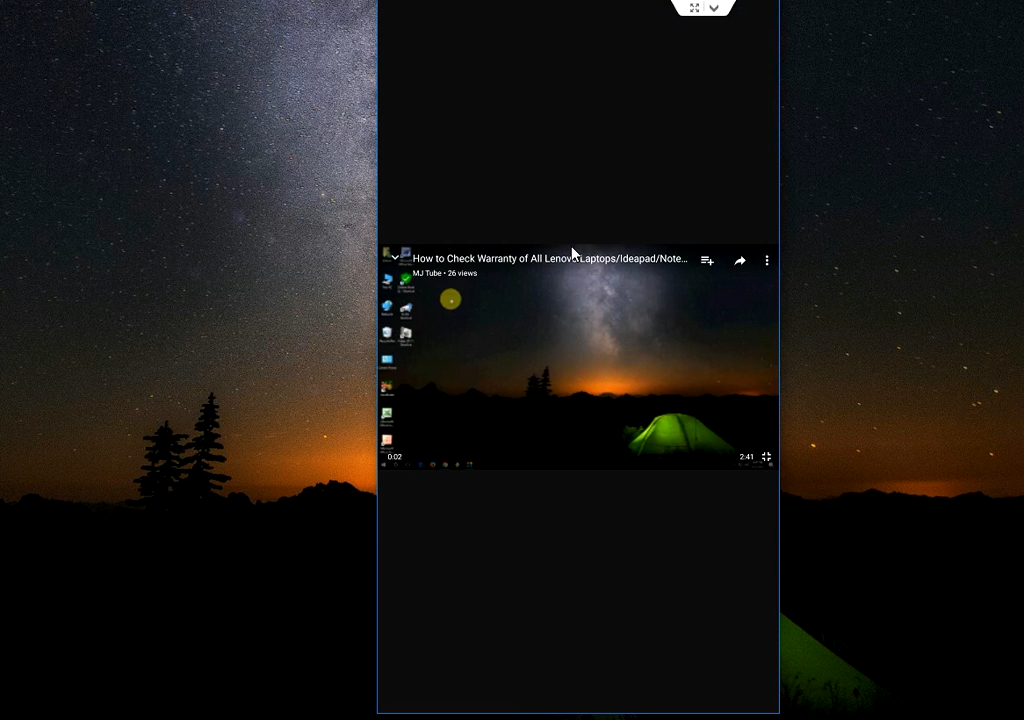 How to Check Warranty of All Lenovo Laptops/Ideapad/Note...
MJ Tube • 26 views
0:02
2:41